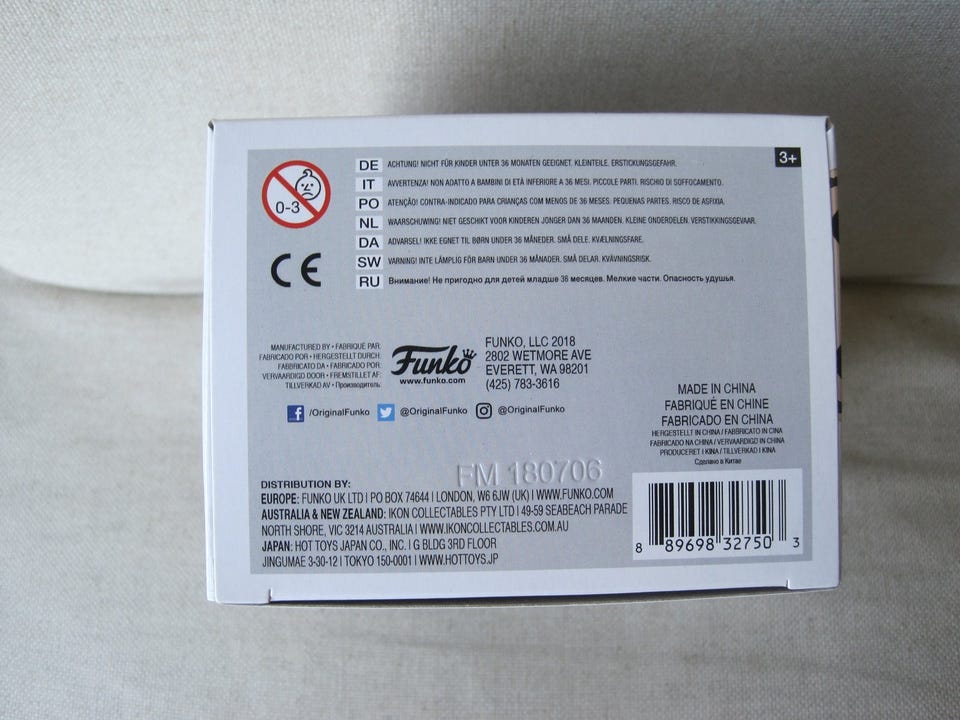 3+
0-3
DE ACHTUNG! NICHT FÜR KINDER UNTER 36 MONATEN GEEIGNET. KLEINTEILE. ERSTICKUNGSGEFAHR.
IT AVVERTENZA! NON ADATTO A BAMBINI DI ETÀ INFERIORE A 36 MESI. PICCOLE PARTI. RISCHIO DI SOFFOCAMENTO.
PO ATENÇÃO! CONTRA-INDICADO PARA CRIANÇAS COM MENOS DE 36 MESES. PEQUENAS PARTES. RISCO DE ASFIXIA.
NL WAARSCHUWING! NIET GESCHIKT VOOR KINDEREN JONGER DAN 36 MAANDEN. KLEINE ONDERDELEN. VERSTIKKINGSGEVAAR.
DA ADVARSEL! IKKE EGNET TIL BØRN UNDER 36 MÅNEDER. SMÅ DELE. KVÆLNINGSFARE.
SW VARNING! INTE LÄMPLIG FÖR BARN UNDER 36 MÅNADER. SMÅ DELAR. KVÄVNINGSRISK.
RU Внимание! Не пригодно для детей младше 36 месяцев. Мелкие части. Опасность удушья.
CE
MANUFACTURED BY • FABRIQUÉ PAR:
FABRICADO POR • HERGESTELLT DURCH:
FABBRICATO DA • FABRICADO POR:
VERVAARDIGD DOOR • FREMSTILLET AF:
TILLVERKAD AV • Производитель:
Funko
www.funko.com
FUNKO, LLC 2018
2802 WETMORE AVE
EVERETT, WA 98201
(425) 783-3616
/OriginalFunko @OriginalFunko @OriginalFunko
MADE IN CHINA
FABRIQUÉ EN CHINE
FABRICADO EN CHINA
HERGESTELLT IN CHINA / FABBRICATO IN CINA
FABRICADO NA CHINA / VERVAARDIGD IN CHINA
PRODUCERET I KINA / TILLVERKAD I KINA
Сделано в Китае
FM 180706
DISTRIBUTION BY:
EUROPE: FUNKO UK LTD | PO BOX 74644 | LONDON, W6 6JW (UK) | WWW.FUNKO.COM
AUSTRALIA & NEW ZEALAND: IKON COLLECTABLES PTY LTD | 49-59 SEABEACH PARADE
NORTH SHORE, VIC 3214 AUSTRALIA | WWW.IKONCOLLECTABLES.COM.AU
JAPAN: HOT TOYS JAPAN CO., INC. | G BLDG 3RD FLOOR
JINGUMAE 3-30-12 | TOKYO 150-0001 | WWW.HOTTOYS.JP
8 89698 32750 3